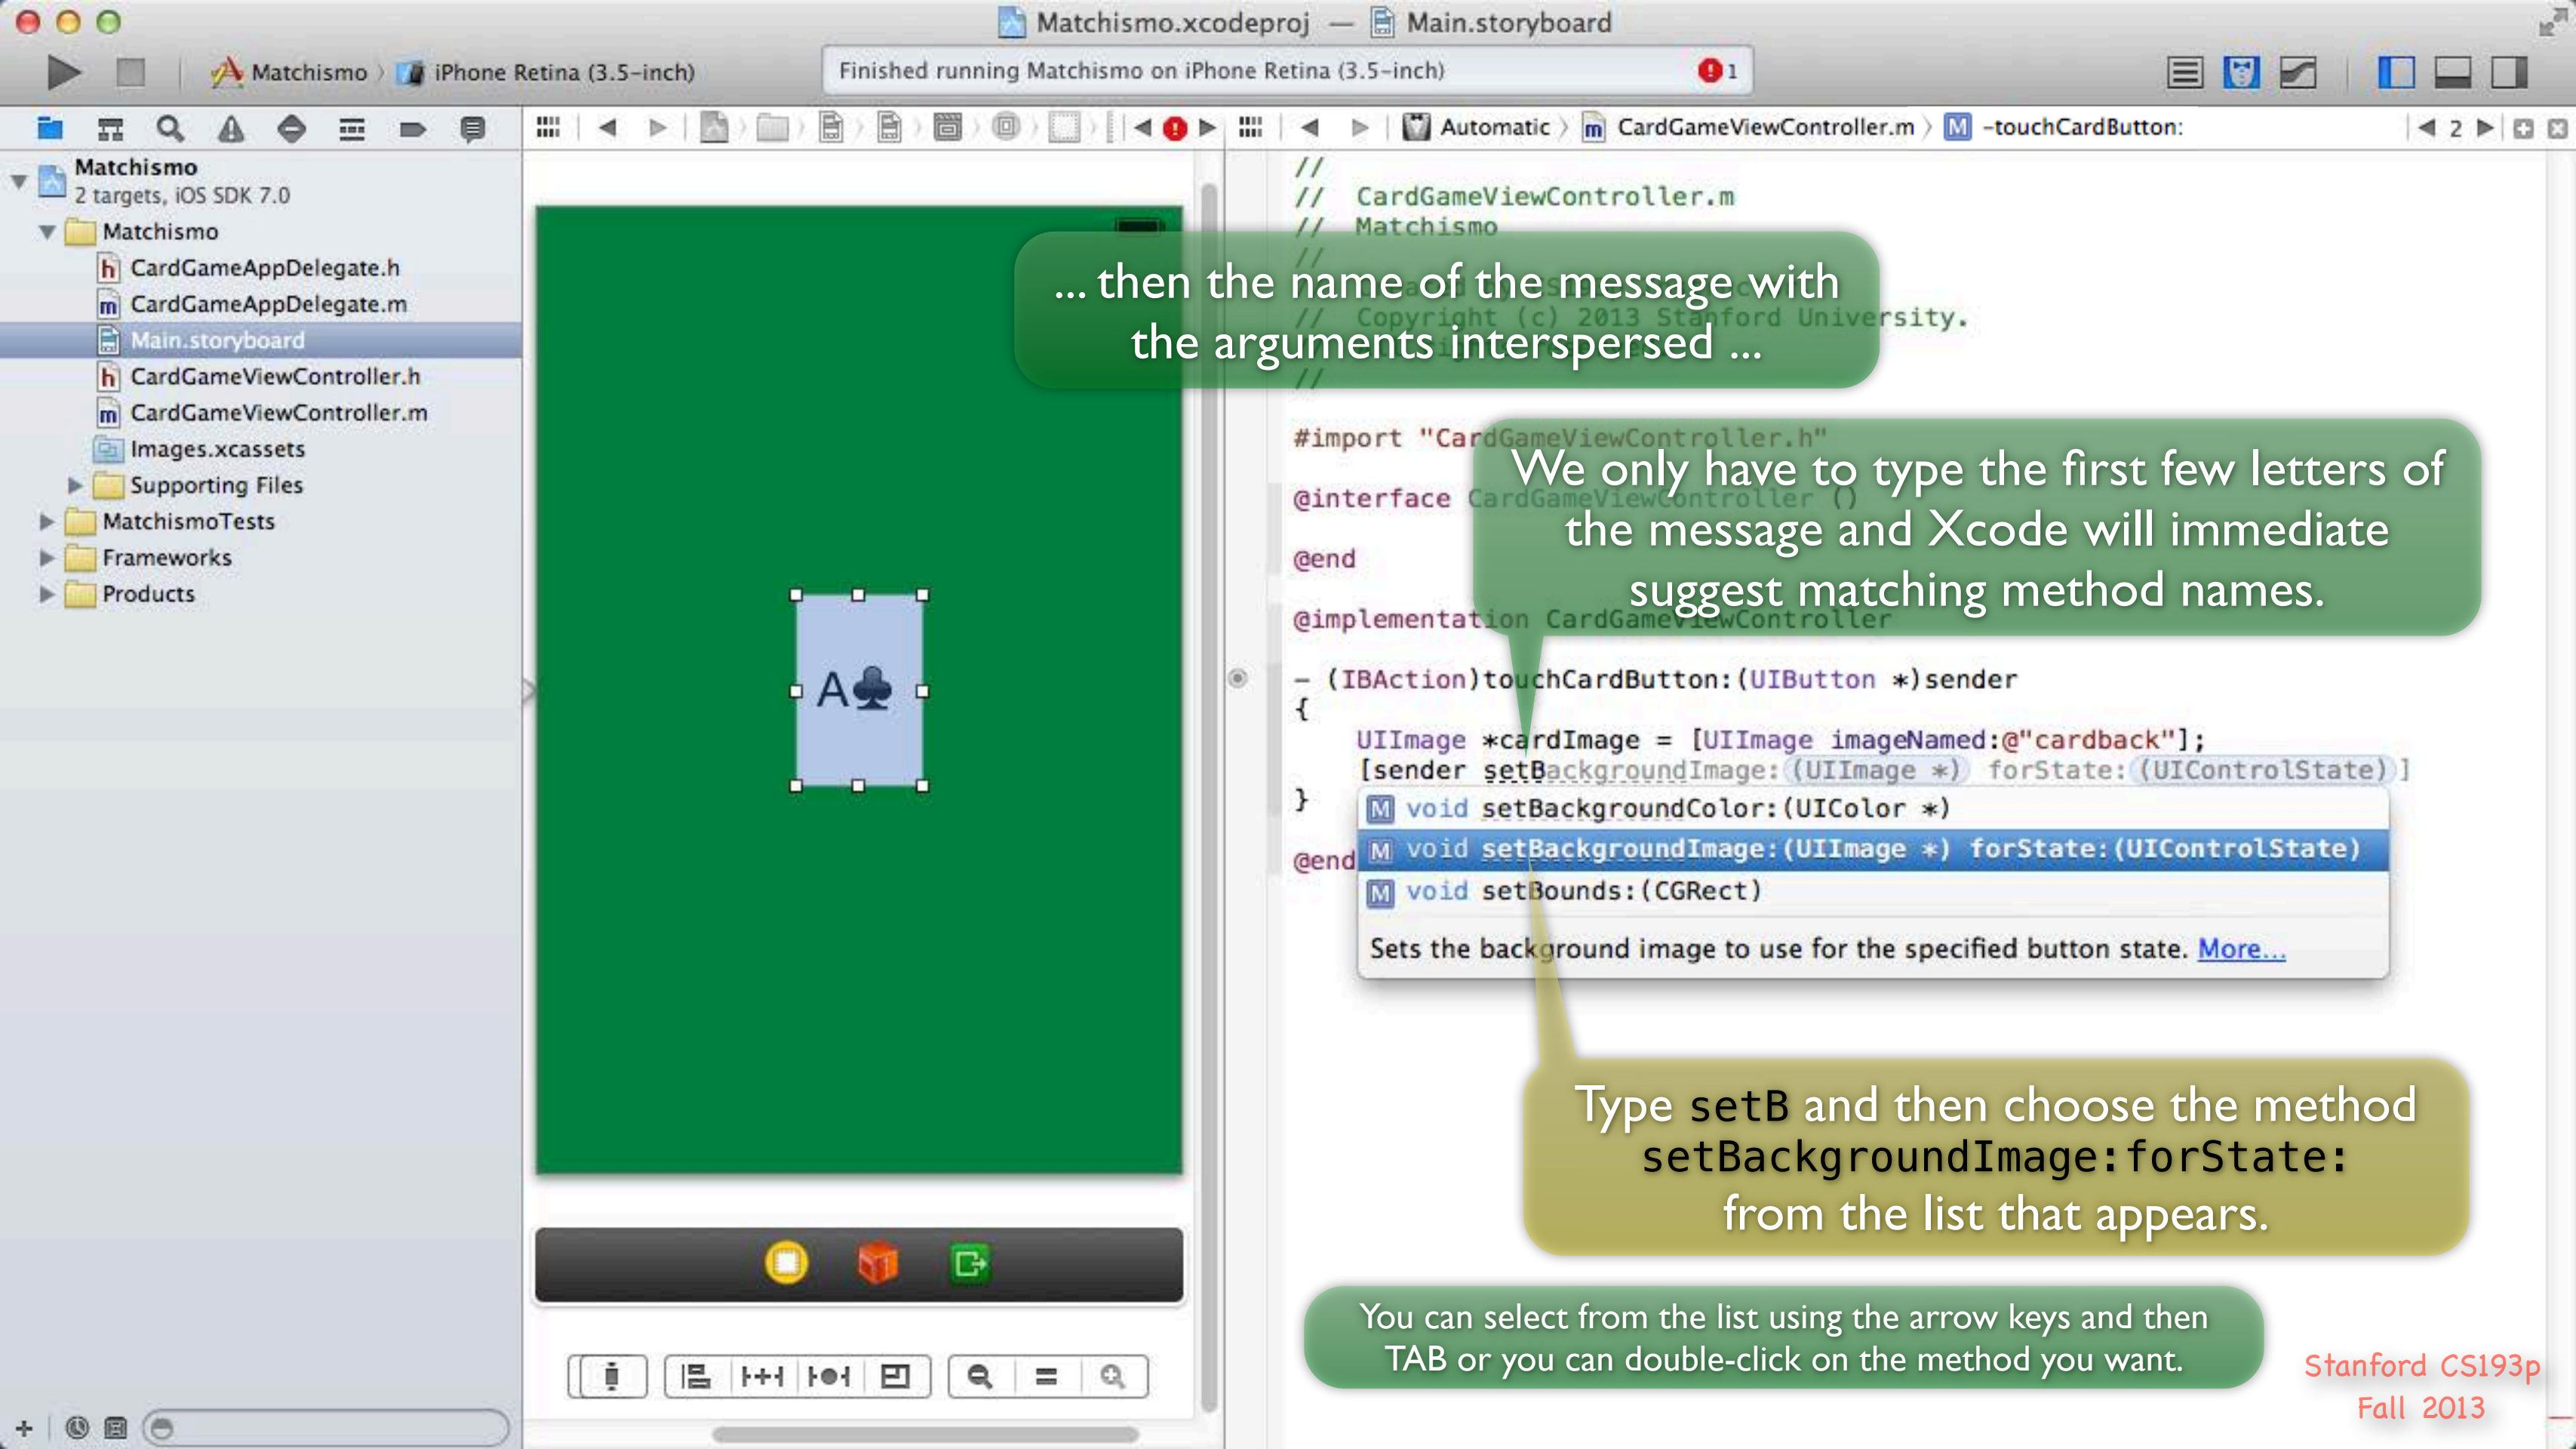 Matchismo.xcodeproj — Main.storyboard
Matchismo iPhone Retina (3.5-inch)
Finished running Matchismo on iPhone Retina (3.5-inch)
1
Automatic CardGameViewController.m M -touchCardButton:
2
Matchismo
2 targets, iOS SDK 7.0
Matchismo
h CardGameAppDelegate.h
m CardGameAppDelegate.m
Main.storyboard
h CardGameViewController.h
m CardGameViewController.m
Images.xcassets
Supporting Files
MatchismoTests
Frameworks
Products
A♣
//
// CardGameViewController.m
// Matchismo
//
... then the name of the message with
// Copyright (c) 2013 Stanford University.
the arguments interspersed ...
//
#import "CardGameViewController.h"
We only have to type the first few letters of
@interface CardGameViewController ()
the message and Xcode will immediate
@end
suggest matching method names.
@implementation CardGameViewController
- (IBAction)touchCardButton:(UIButton *)sender
{
UIImage *cardImage = [UIImage imageNamed:@"cardback"];
[sender setBackgroundImage:(UIImage *) forState:(UIControlState)]
}
M void setBackgroundColor:(UIColor *)
M void setBackgroundImage:(UIImage *) forState:(UIControlState)
@end
M void setBounds:(CGRect)
Sets the background image to use for the specified button state. More...
Type setB and then choose the method
setBackgroundImage:forState:
from the list that appears.
You can select from the list using the arrow keys and then
TAB or you can double-click on the method you want.
Stanford CS193p
Fall 2013